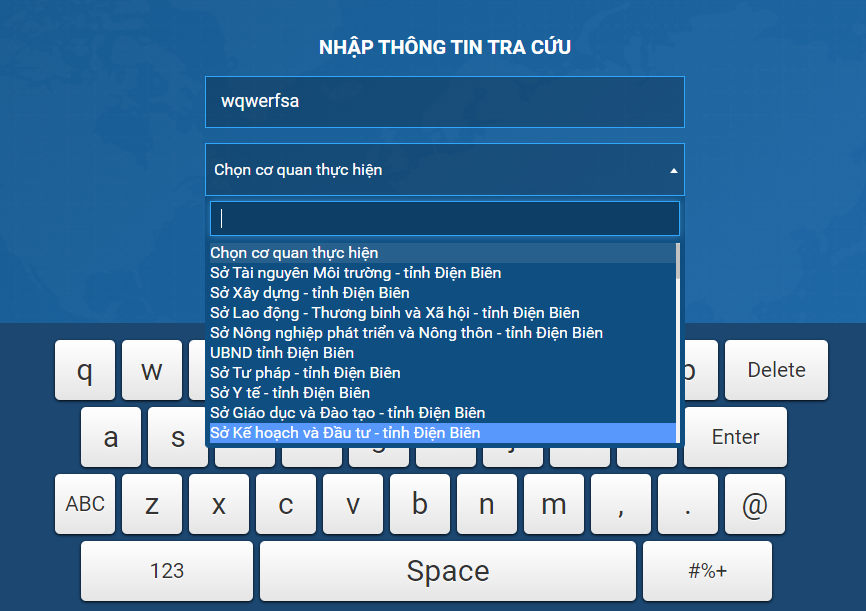 NHẬP THÔNG TIN TRA CỨU
wqwerfsa
Chọn cơ quan thực hiện
Chọn cơ quan thực hiện
Sở Tài nguyên Môi trường - tỉnh Điện Biên
Sở Xây dựng - tỉnh Điện Biên
Sở Lao động - Thương binh và Xã hội - tỉnh Điện Biên
Sở Nông nghiệp phát triển và Nông thôn - tỉnh Điện Biên
UBND tỉnh Điện Biên
Sở Tư pháp - tỉnh Điện Biên
Sở Y tế - tỉnh Điện Biên
Sở Giáo dục và Đào tạo - tỉnh Điện Biên
Sở Kế hoạch và Đầu tư - tỉnh Điện Biên
q w p Delete
a s Enter
ABC z x c v b n m , . @
123 Space #%+